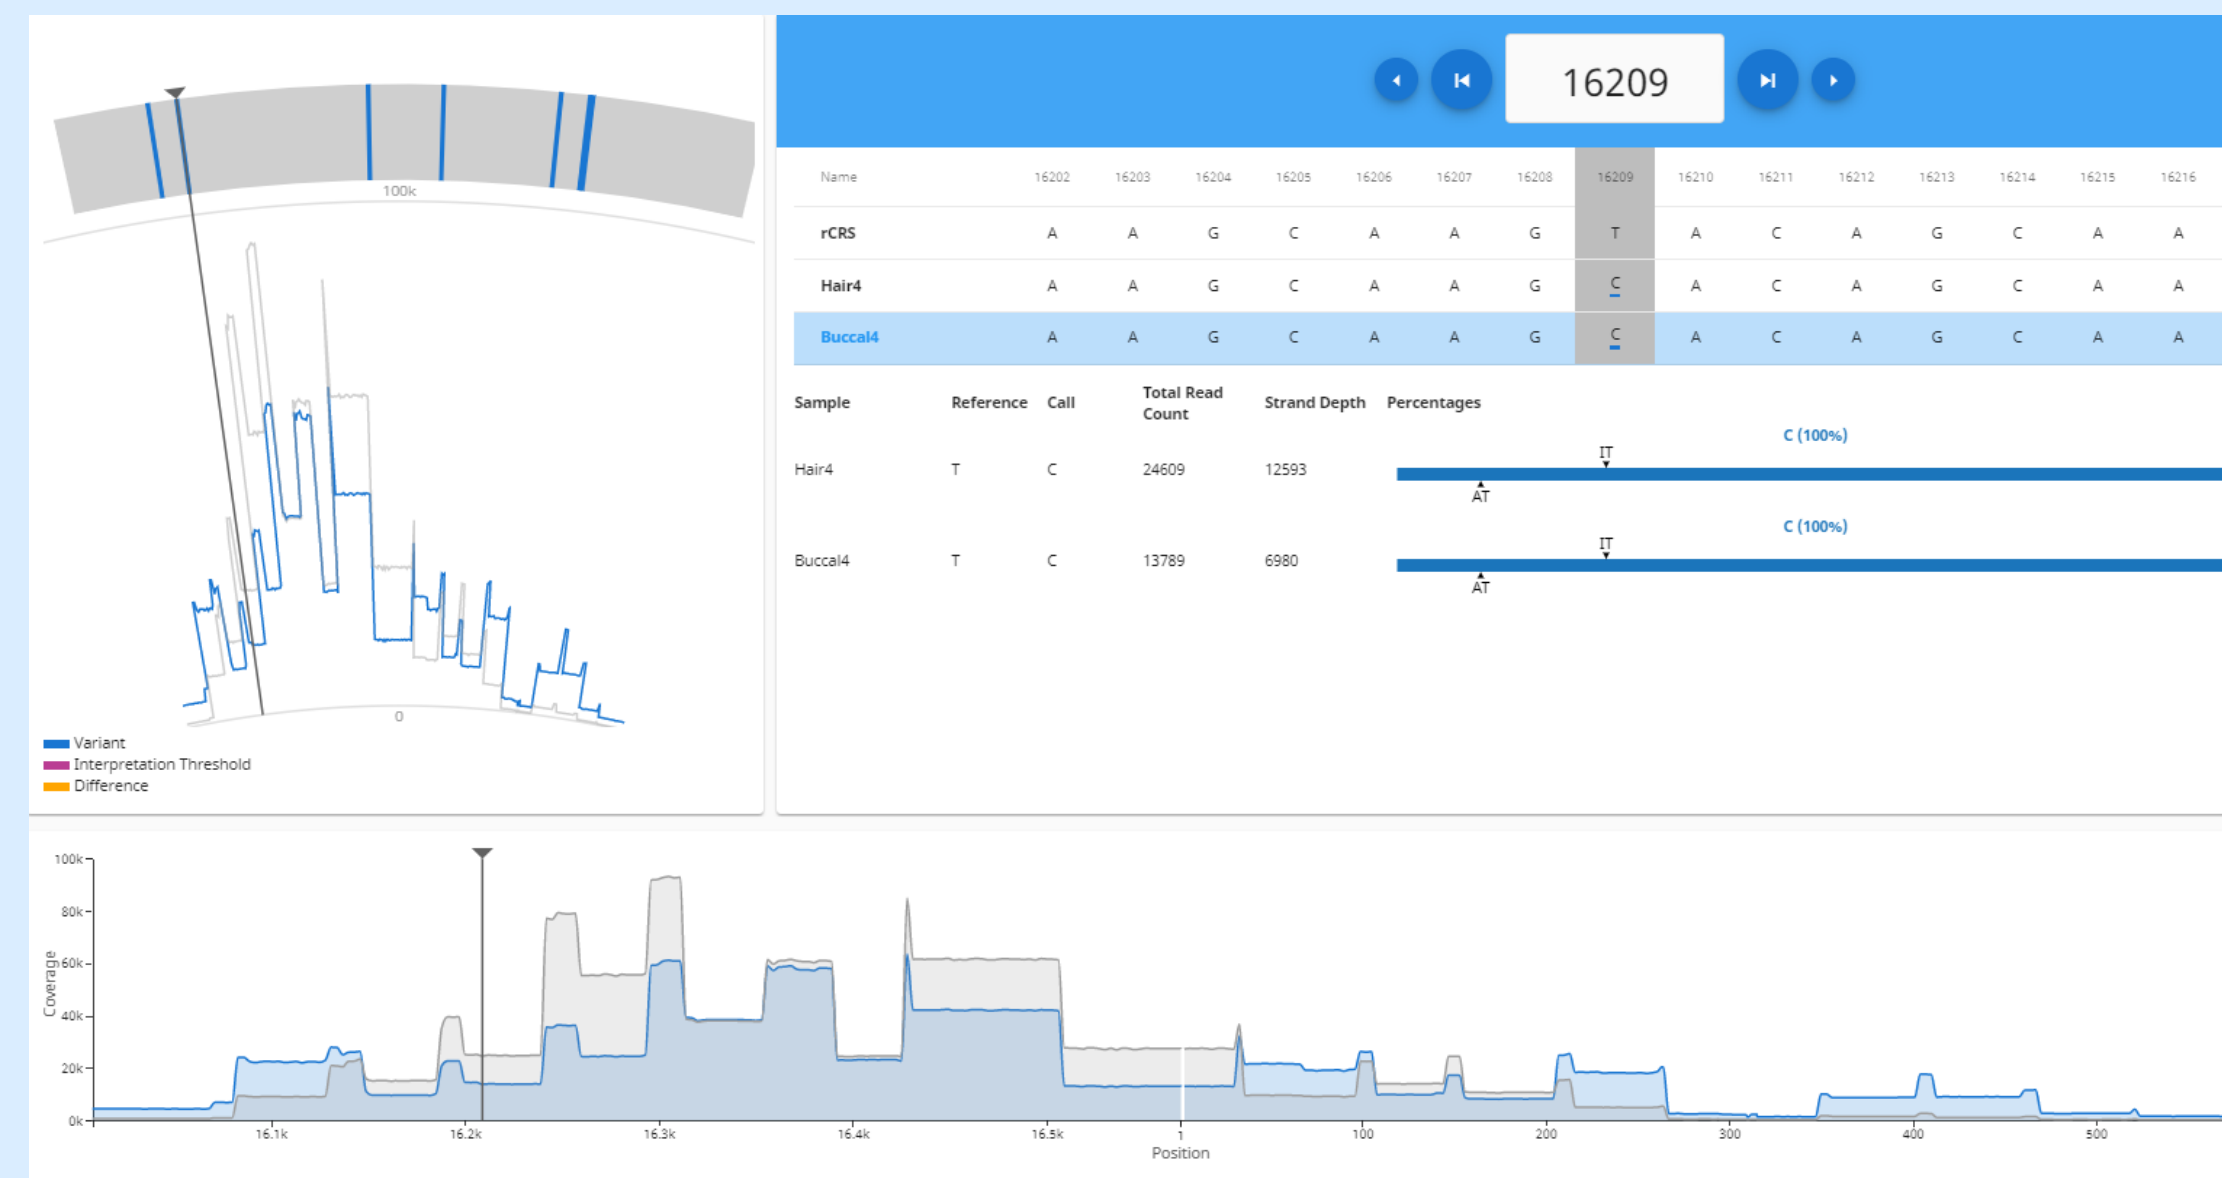 100k
0
Variant
Interpretation Threshold
Difference
16209
Name 16202 16203 16204 16205 16206 16207 16208 16209 16210 16211 16212 16213 16214 16215 16216
rCRS A A G C A A G T A C A G C A A
Hair4 A A G C A A G C A C A G C A A
Buccal4 A A G C A A G C A C A G C A A
Sample Reference Call Total Read Count Strand Depth Percentages
C (100%)
IT
Hair4 T C 24609 12593
AT
C (100%)
IT
Buccal4 T C 13789 6980
AT
100k
80k
60k
40k
20k
0k
Coverage
16.1k 16.2k 16.3k 16.4k 16.5k 1 100 200 300 400 500
Position